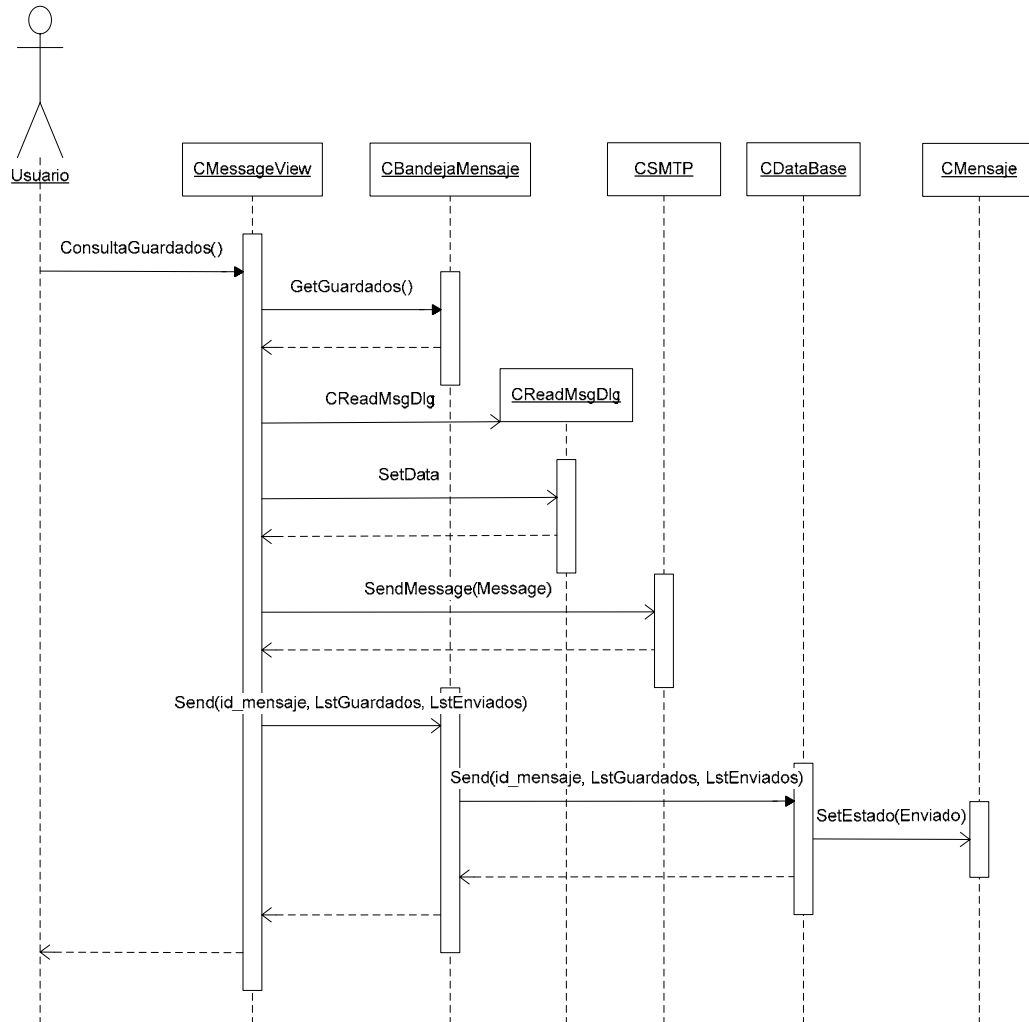 Usuario
CMessageView
CBandejaMensaje
CSMTP
CDataBase
CMensaje
ConsultaGuardados()
GetGuardados()
CReadMsgDlg
CReadMsgDlg
SetData
SendMessage(Message)
Send(id_mensaje, LstGuardados, LstEnviados)
Send(id_mensaje, LstGuardados, LstEnviados)
SetEstado(Enviado)